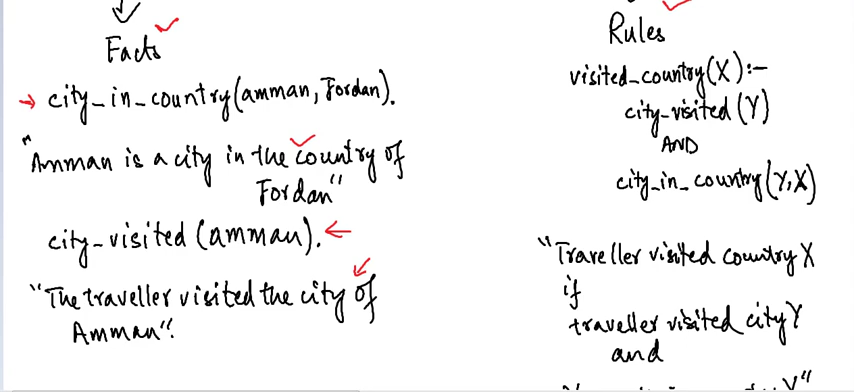 Facts
city_in_country(amman, Jordan).
"Amman is a city in the country of
Jordan"
city_visited (amman).
"The traveller visited the city of
Amman".
Rules
visited_country(X):-
city_visited (Y)
AND
city_in_country(Y,X)
"Traveller visited country X
if
traveller visited city Y
and